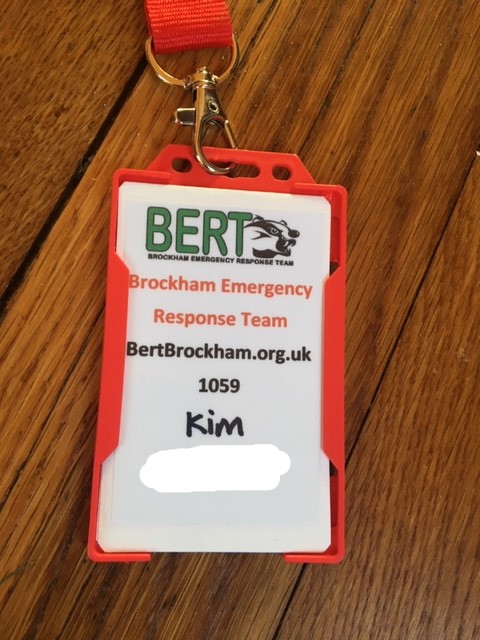 BERT
BROCKHAM EMERGENCY RESPONSE TEAM
Brockham Emergency
Response Team
BertBrockham.org.uk
1059
Kim